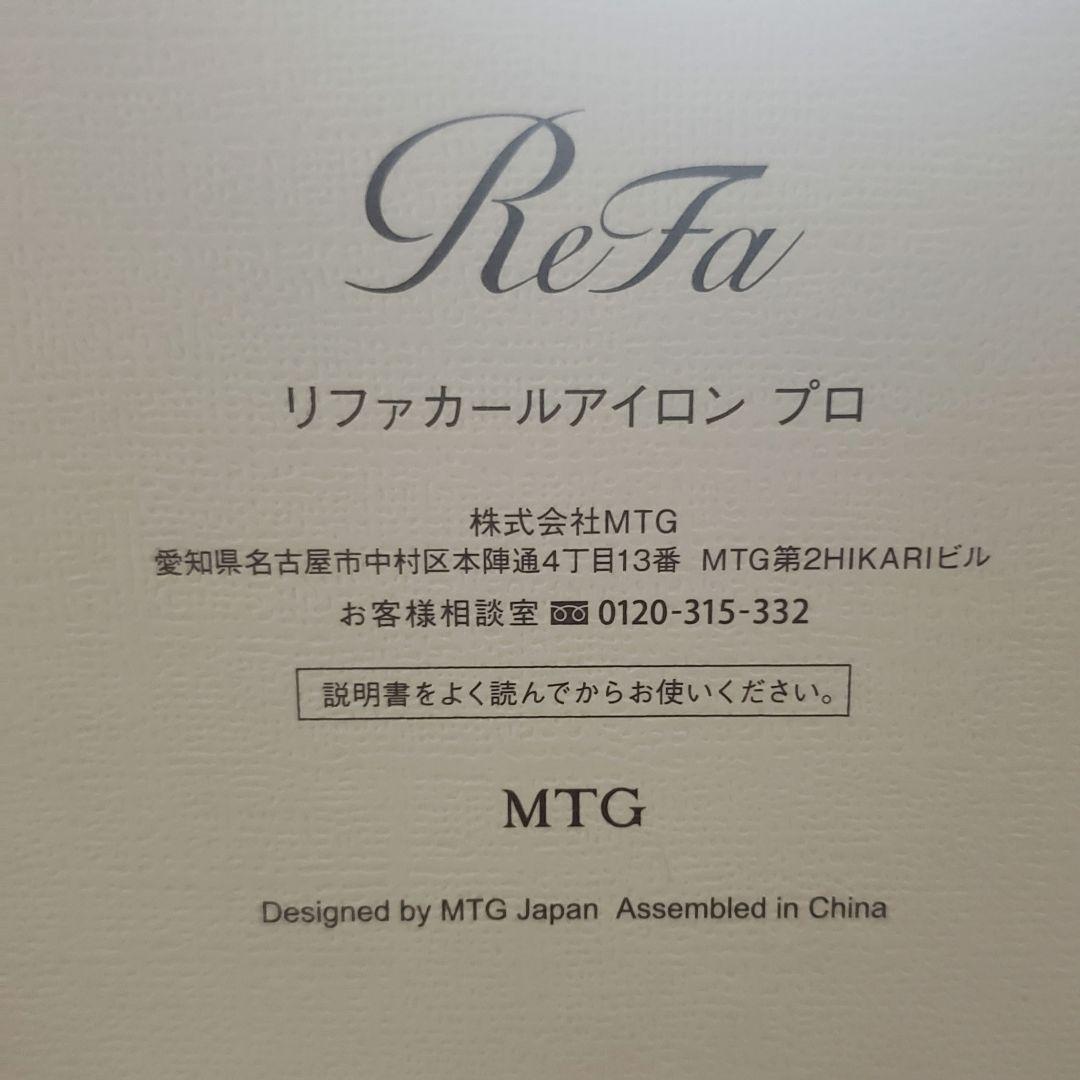 ReFa
リファカールアイロン プロ
株式会社MTG
愛知県名古屋市中村区本陣通4丁目13番 MTG第2HIKARIビル
お客様相談室 0120-315-332
説明書をよく読んでからお使いください。
MTG
Designed by MTG Japan Assembled in China